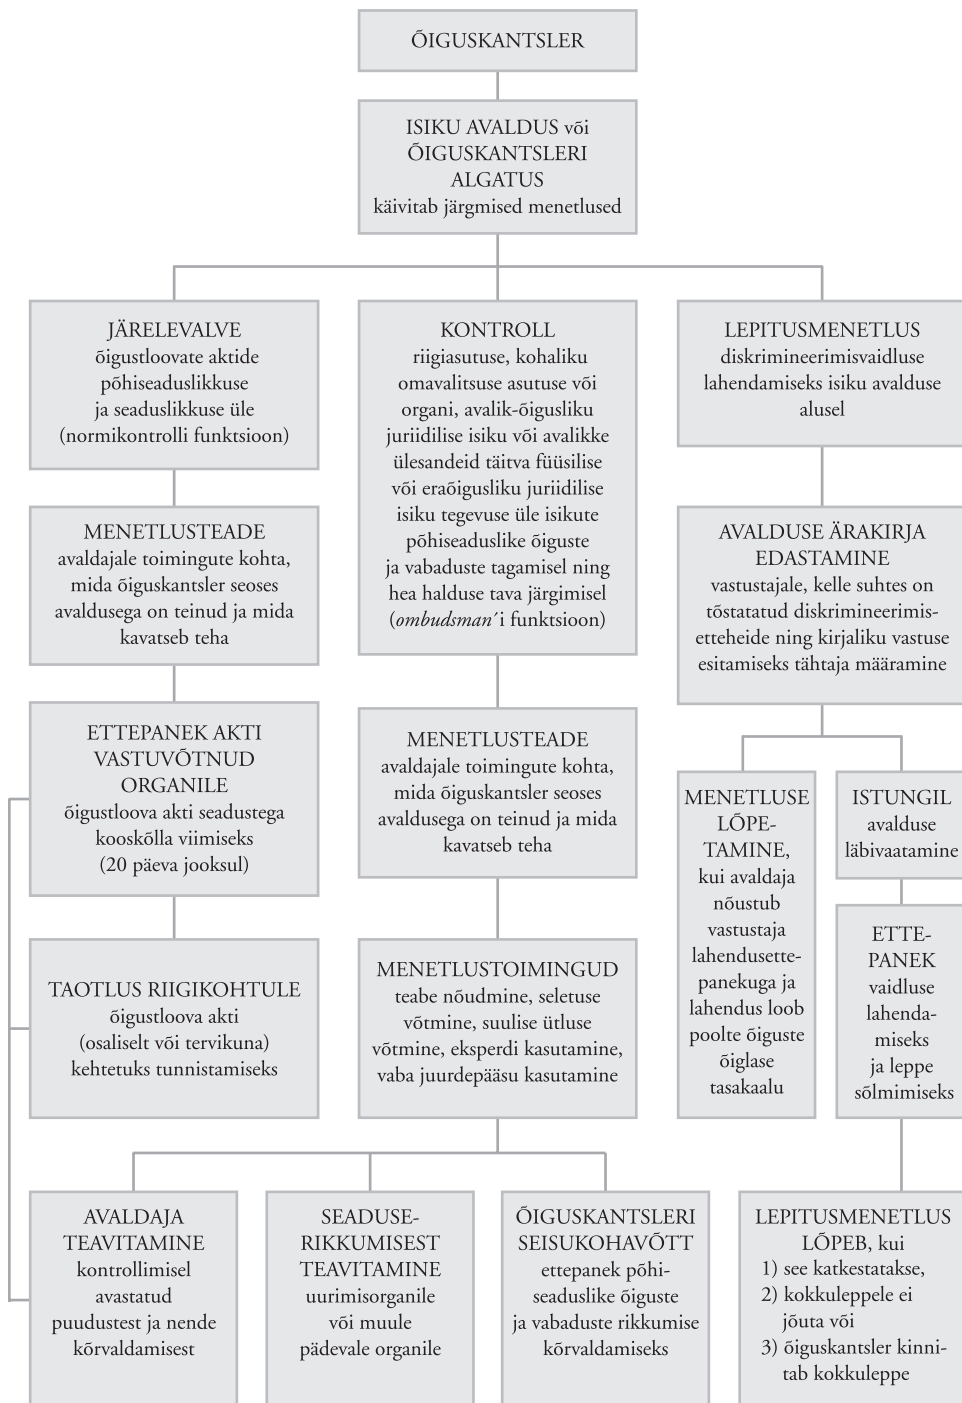 ÕIGUSKANTSLER
ISIKU AVALDUS või
ÕIGUSKANTSLERI
ALGATUS
käivitab järgmised menetlused
JÄRELEVALVE
õigustloovate aktide
põhiseaduslikkuse
ja seaduslikkuse üle
(normikontrolli funktsioon)
MENETLUSTEADE
avaldajale toimingute kohta,
mida õiguskantsler seoses
avaldusega on teinud ja mida
kavatseb teha
ETTEPANEK AKTI
VASTUVÕTNUD
ORGANILE
õigustloova akti seadustega
kooskõlla viimiseks
(20 päeva jooksul)
TAOTLUS RIIGIKOHTULE
õigustloova akti
(osaliselt või tervikuna)
kehtetuks tunnistamiseks
KONTROLL
riigiasutuse, kohaliku
omavalitsuse asutuse või
organi, avalik-õigusliku
juriidilise isiku või avalikke
ülesandeid täitva füüsilise
või eraõigusliku juriidilise
isiku tegevuse üle isikute
põhiseaduslike õiguste
ja vabaduste tagamisel ning
hea halduse tava järgimisel
(ombudsman´i funktsioon)
MENETLUSTEADE
avaldajale toimingute kohta,
mida õiguskantsler seoses
avaldusega on teinud ja mida
kavatseb teha
MENETLUSTOIMINGUD
teabe nõudmine, seletuse
võtmine, suulise ütluse
võtmine, eksperdi kasutamine,
vaba juurdepääsu kasutamine
AVALDAJA
TEAVITAMINE
kontrollimisel
avastatud
puudustest ja nende
kõrvaldamisest
SEADUSE-
RIKKUMISEST
TEAVITAMINE
uurimisorganile
või muule
pädevale organile
ÕIGUSKANTSLERI
SEISUKOHAVÕTT
ettepanek põhi-
seaduslike õiguste
ja vabaduste rikkumise
kõrvaldamiseks
LEPITUSMENETLUS
diskrimineerimisvaidluse
lahendamiseks isiku avalduse
alusel
AVALDUSE ÄRAKIRJA
EDASTAMINE
vastustajale, kelle suhtes on
tõstatatud diskrimineerimis-
etteheide ning kirjaliku vastuse
esitamiseks tähtaja määramine
MENETLUSE
LÕPE-
TAMINE,
kui avaldaja
nõustub
vastustaja
lahendusette-
panekuga ja
lahendus loob
poolte õiguste
õiglase
tasakaalu
ISTUNGIL
avalduse
läbivaatamine
ETTE-
PANEK
vaidluse
lahenda-
miseks
ja leppe
sõlmimiseks
LEPITUSMENETLUS
LÕPEB, kui
1) see katkestatakse,
2) kokkuleppele ei
jõuta või
3) õiguskantsler kinni-
tab kokkuleppe